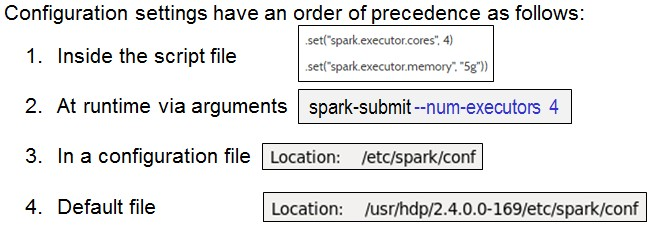 Configuration settings have an order of precedence as follows:
1. Inside the script file
.set("spark.executor.cores", 4)
.set("spark.executor.memory", "5g"))
2. At runtime via arguments spark-submit --num-executors 4
3. In a configuration file Location: /etc/spark/conf
4. Default file Location: /usr/hdp/2.4.0.0-169/etc/spark/conf